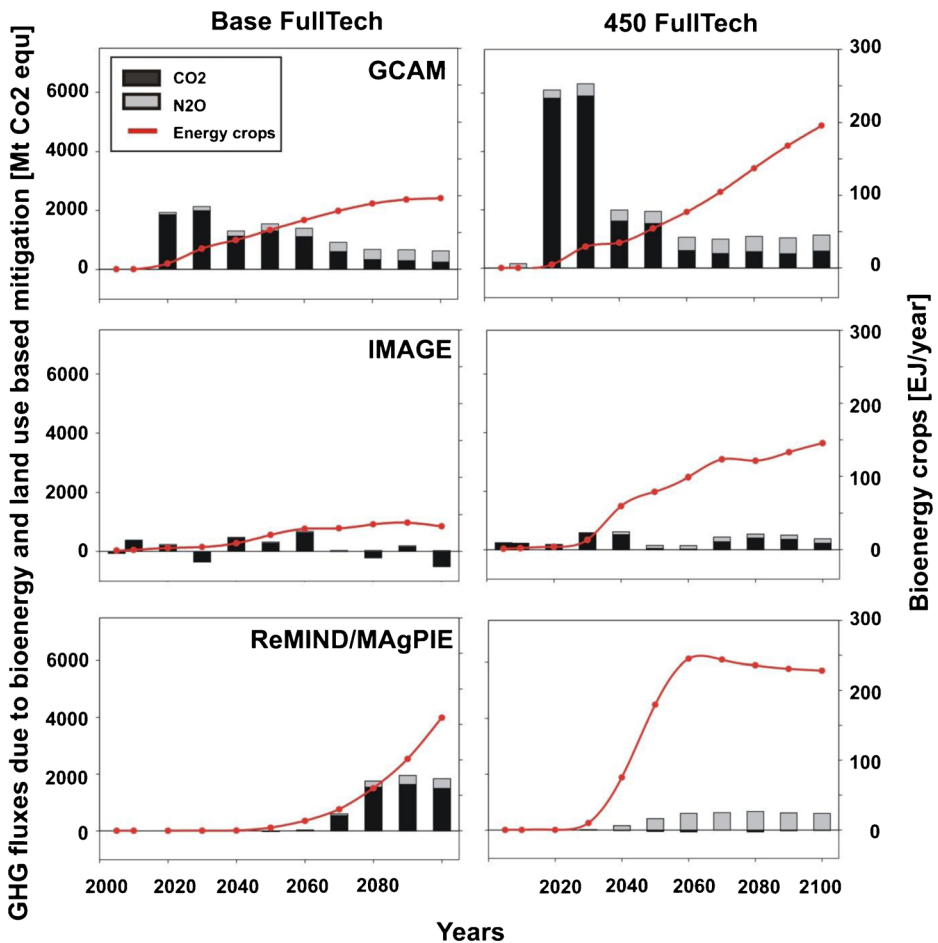 Base FullTech
450 FullTech
GHG fluxes due to bioenergy and land use based mitigation [Mt Co2 equ]
CO2
N2O
Energy crops
GCAM
6000
4000
2000
0
300
200
100
0
IMAGE
6000
4000
2000
0
300
200
100
0
ReMIND/MAgPIE
6000
4000
2000
0
300
200
100
0
Bioenergy crops [EJ/year]
2000 2020 2040 2060 2080
2020 2040 2060 2080 2100
Years